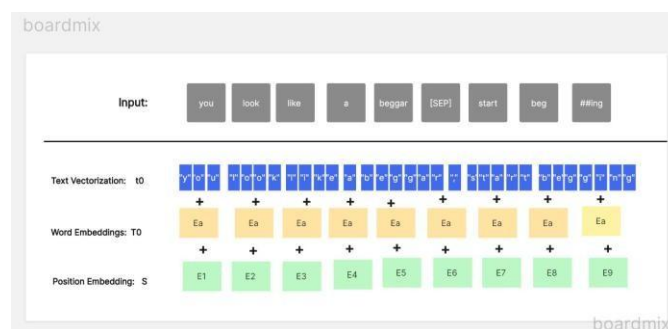 boardmix
Input: you look like a beggar [SEP] start beg ##ing
Text Vectorization: t0 "y" "o" "u" "l" "o" "o" "k" "l" "i" "k" "e" "a" "b" "e" "g" "g" "a" "r" "," "s" "t" "a" "r" "t" "b" "e" "g" "g" "i" "n" "g"
+ + + + + + + + +
Word Embeddings: T0 Ea Ea Ea Ea Ea Ea Ea Ea Ea
+ + + + + + + + +
Position Embedding: S E1 E2 E3 E4 E5 E6 E7 E8 E9
boardmix